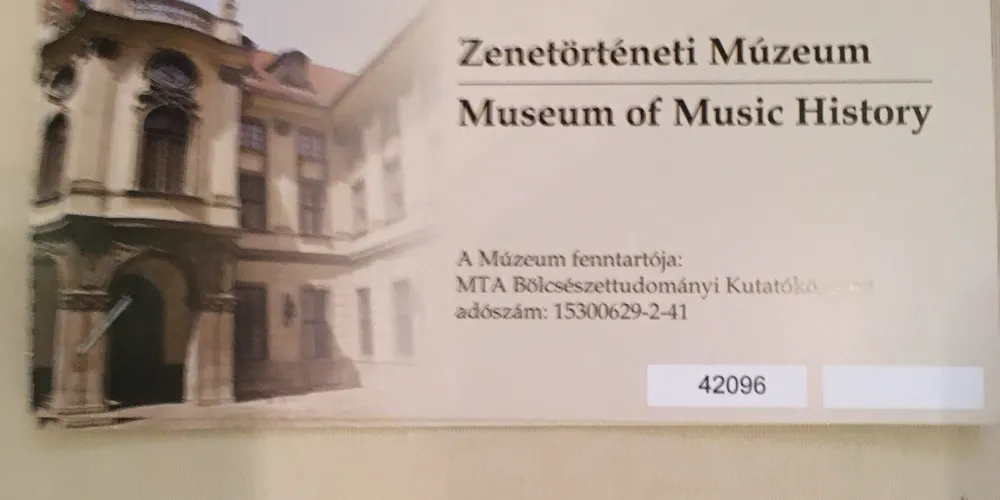 Zenetörténeti Múzeum
Museum of Music History
A Múzeum fenntartója:
MTA Bölcsészettudományi
adószám: 15300629-2-41
42096